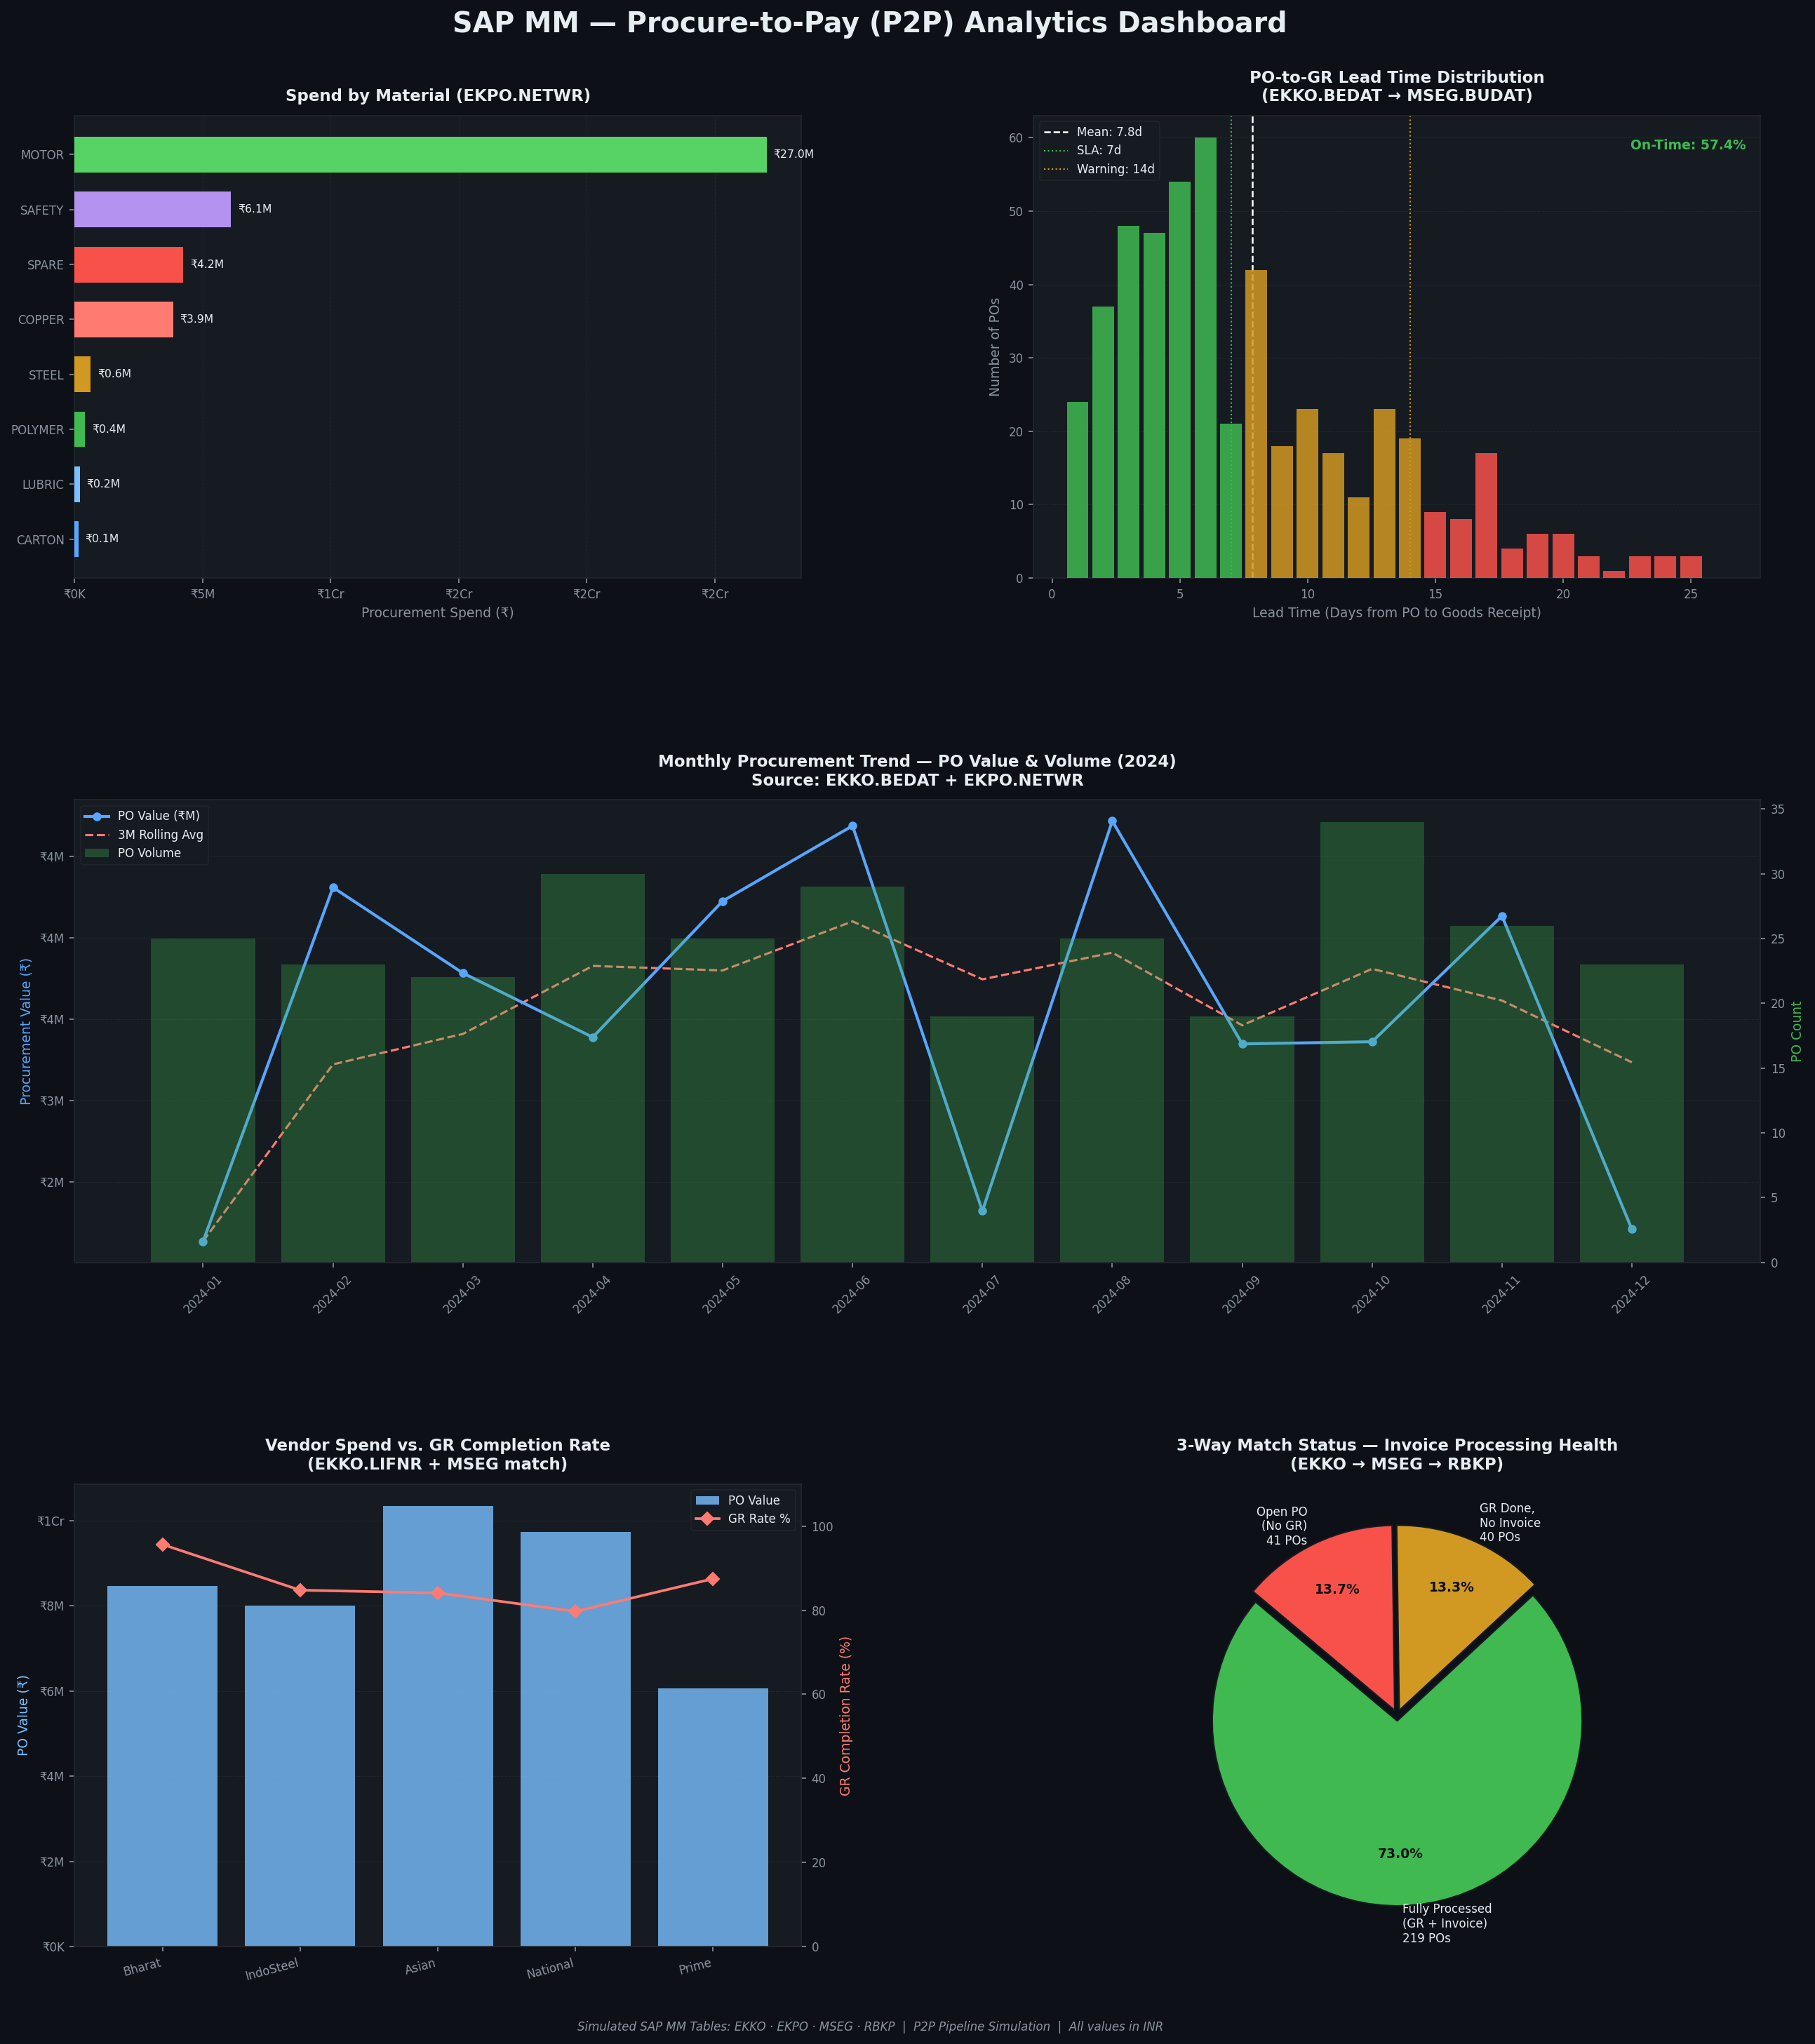 SAP MM — Procure-to-Pay (P2P) Analytics Dashboard
Spend by Material (EKPO.NETWR)
MOTOR
₹27.0M
SAFETY
₹6.1M
SPARE
₹4.2M
COPPER
₹3.9M
STEEL
₹0.6M
POLYMER
₹0.4M
LUBRIC
₹0.2M
CARTON
₹0.1M
₹0K ₹5M ₹1Cr ₹2Cr ₹2Cr ₹2Cr
Procurement Spend (₹)
PO-to-GR Lead Time Distribution
(EKKO.BEDAT → MSEG.BUDAT)
Mean: 7.8d
SLA: 7d
Warning: 14d
On-Time: 57.4%
Number of POs
60
50
40
30
20
10
0
0 5 10 15 20 25
Lead Time (Days from PO to Goods Receipt)
Monthly Procurement Trend — PO Value & Volume (2024)
Source: EKKO.BEDAT + EKPO.NETWR
PO Value (₹M)
3M Rolling Avg
PO Volume
Procurement Value (₹)
₹4M
₹4M
₹4M
₹3M
₹2M
35
30
25
20
15
10
5
0
PO Count
2024-01 2024-02 2024-03 2024-04 2024-05 2024-06 2024-07 2024-08 2024-09 2024-10 2024-11 2024-12
Vendor Spend vs. GR Completion Rate
(EKKO.LIFNR + MSEG match)
PO Value
GR Rate %
PO Value (₹)
₹1Cr
₹8M
₹6M
₹4M
₹2M
₹0K
100
80
60
40
20
0
GR Completion Rate (%)
Bharat IndoSteel Asian National Prime
3-Way Match Status — Invoice Processing Health
(EKKO → MSEG → RBKP)
Open PO
(No GR)
41 POs
GR Done,
No Invoice
40 POs
13.7%
13.3%
73.0%
Fully Processed
(GR + Invoice)
219 POs
Simulated SAP MM Tables: EKKO · EKPO · MSEG · RBKP | P2P Pipeline Simulation | All values in INR